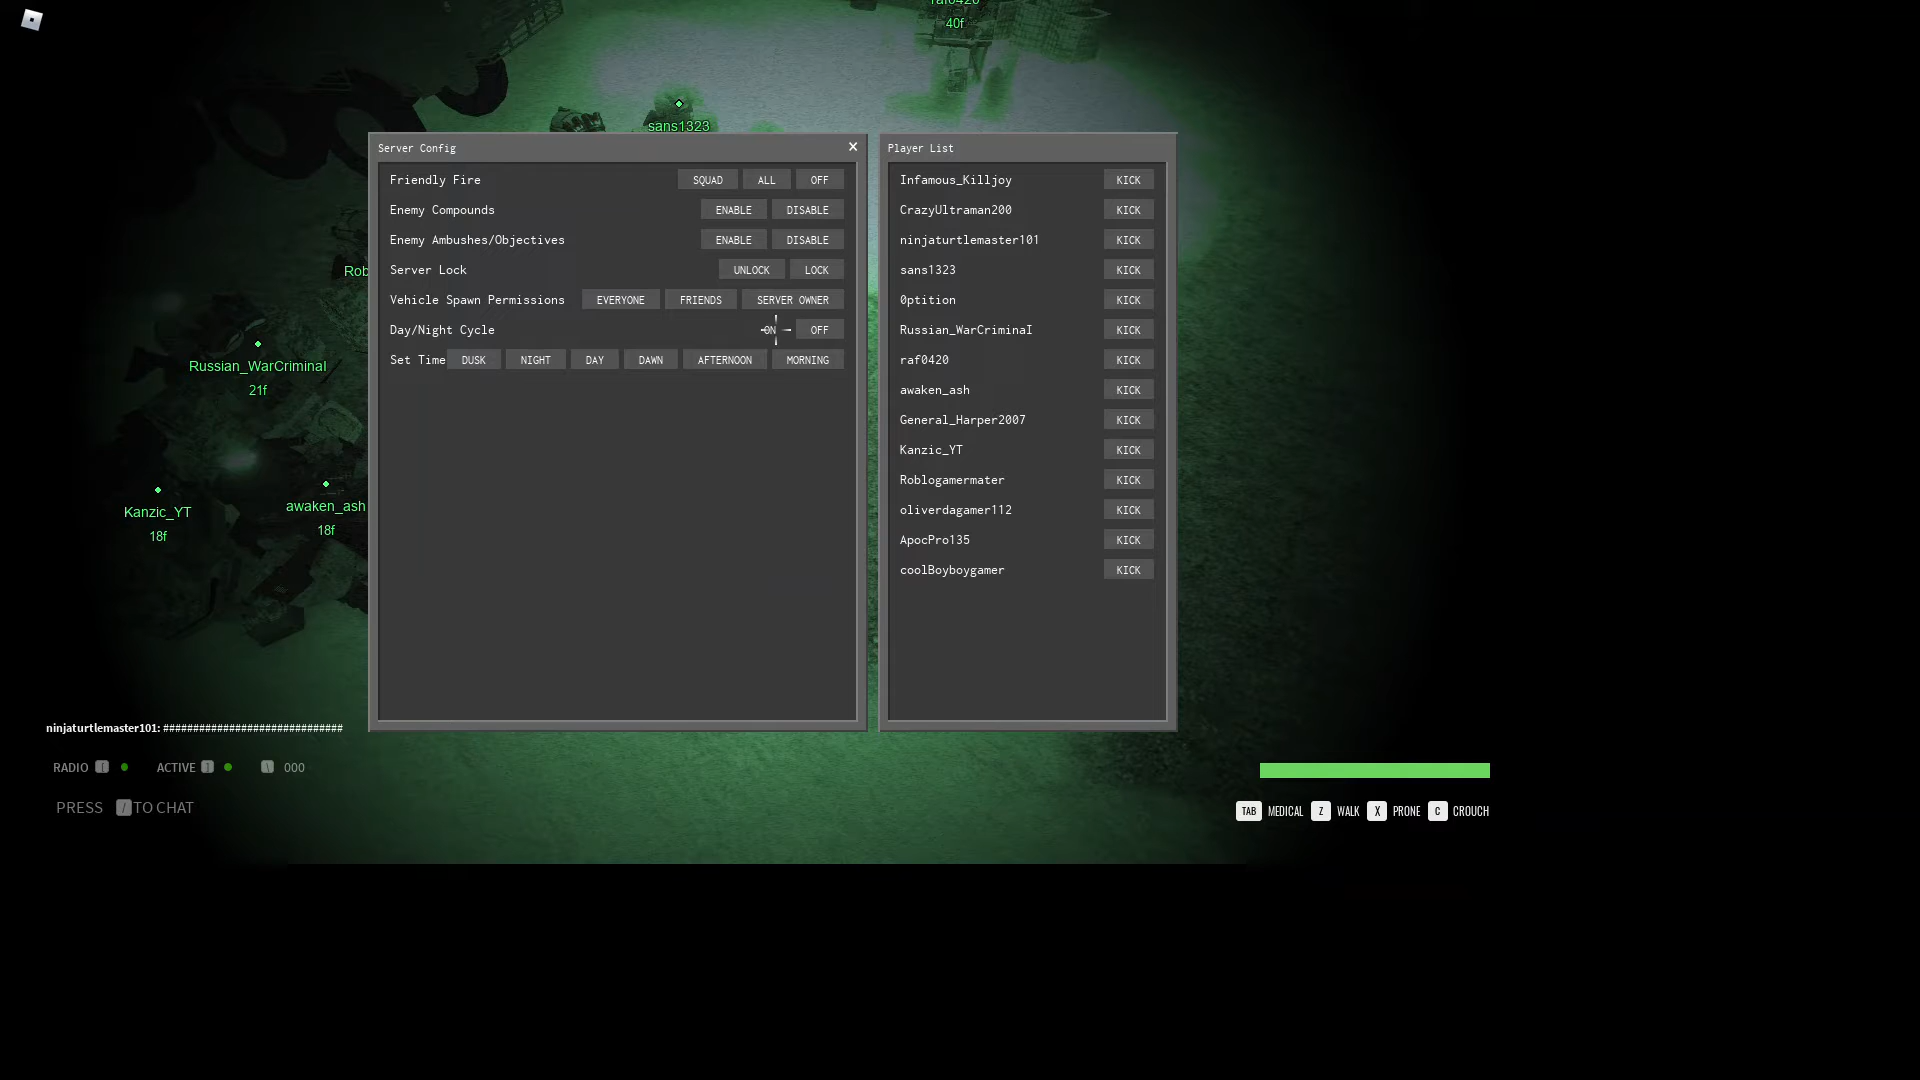 raf0420
40f
sans1323
Server Config
X
Friendly Fire SQUAD ALL OFF
Enemy Compounds ENABLE DISABLE
Enemy Ambushes/Objectives ENABLE DISABLE
Server Lock UNLOCK LOCK
Vehicle Spawn Permissions EVERYONE FRIENDS SERVER OWNER
Day/Night Cycle ON OFF
Set Time DUSK NIGHT DAY DAWN AFTERNOON MORNING
Player List
Infamous_Killjoy KICK
CrazyUltraman200 KICK
ninjaturtlemaster101 KICK
sans1323 KICK
0ptition KICK
Russian_WarCriminaI KICK
raf0420 KICK
awaken_ash KICK
General_Harper2007 KICK
Kanzic_YT KICK
Roblogamermater KICK
oliverdagamer112 KICK
ApocPro135 KICK
coolBoyboygamer KICK
Rob
Russian_WarCriminaI
21f
Kanzic_YT
18f
awaken_ash
18f
ninjaturtlemaster101: ##############################
RADIO [ ACTIVE ] \ 000
PRESS / TO CHAT
TAB MEDICAL Z WALK X PRONE C CROUCH